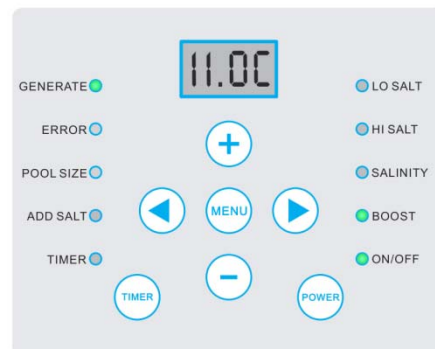 11.0C
GENERATE
LO SALT
ERROR
+
HI SALT
POOL SIZE
SALINITY
MENU
ADD SALT
BOOST
TIMER
−
ON/OFF
TIMER
POWER